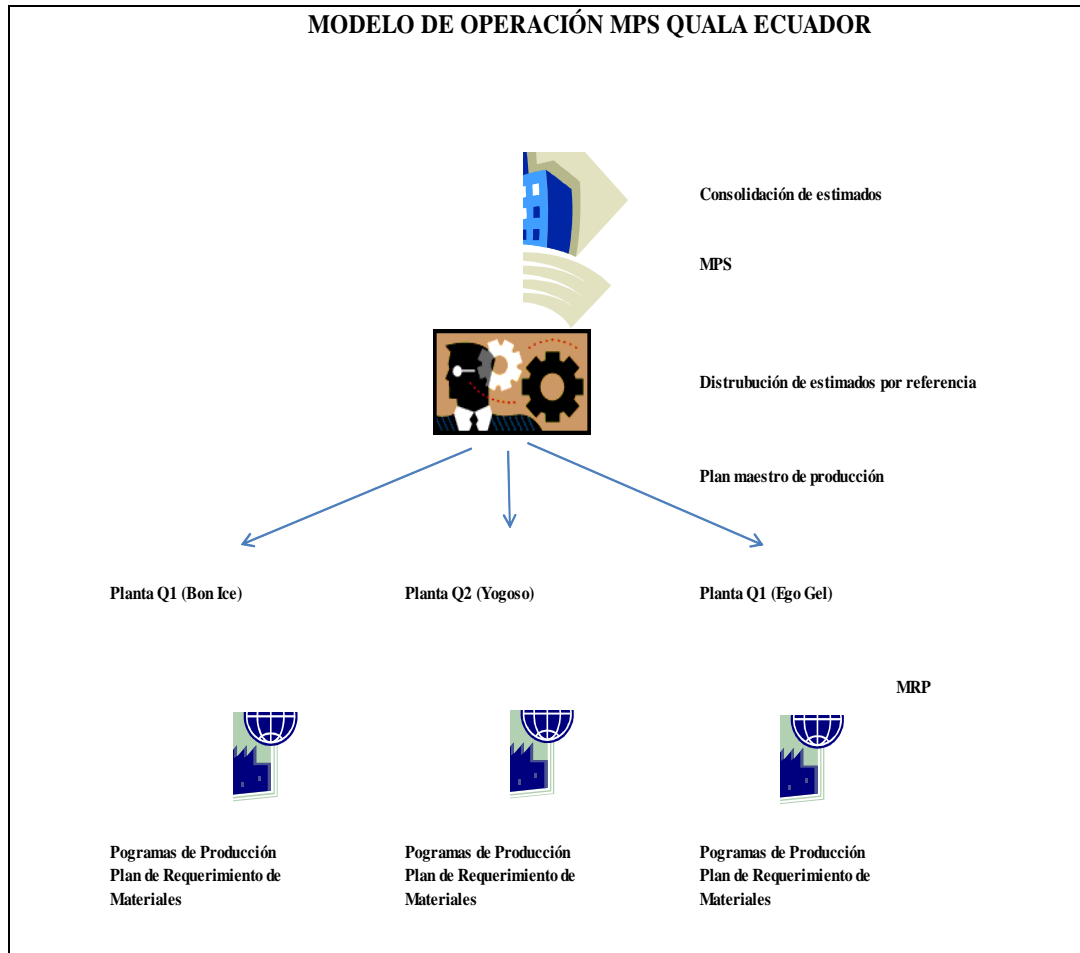 MODELO DE OPERACIÓN MPS QUALA ECUADOR
Consolidación de estimados
MPS
Distrubución de estimados por referencia
Plan maestro de producción
Planta Q1 (Bon Ice)
Planta Q2 (Yogoso)
Planta Q1 (Ego Gel)
MRP
Pogramas de Producción
Plan de Requerimiento de
Materiales
Pogramas de Producción
Plan de Requerimiento de
Materiales
Pogramas de Producción
Plan de Requerimiento de
Materiales